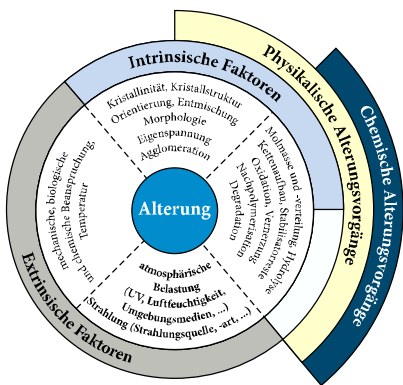 Intrinsische Faktoren
Physikalische Alterungsvorgänge
Chemische Alterungsvorgänge
Extrinsische Faktoren
Kristallinität, Kristallstruktur
Orientierung, Entmischung
Morphologie
Eigenspannung
Agglomeration
Molmasse und -verteilung, Hydrolyse
Kettenaufbau, Stabilisatorreste
Oxidation, Vernetzung
Nachpolymerisation
Degradation
mechanische, biologische
und chemische Beanspruchung,
Temperatur
Alterung
atmosphärische
Belastung
(UV, Luftfeuchtigkeit,
Umgebungsmedien, ...)
Strahlung (Strahlungsquelle, -art, ...)